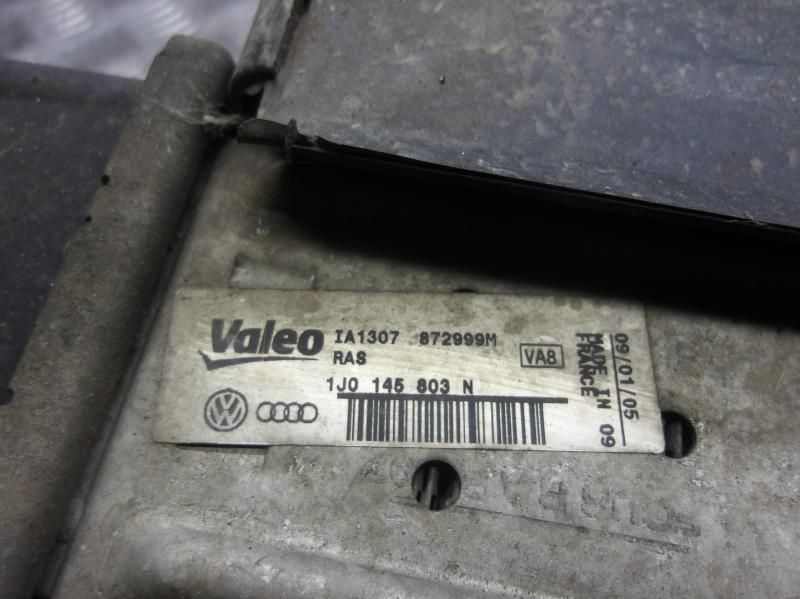 Valeo IA1307 872999M
RAS
VA8
1J0 145 803 N
MADE IN
FRANCE
09/01/05
09